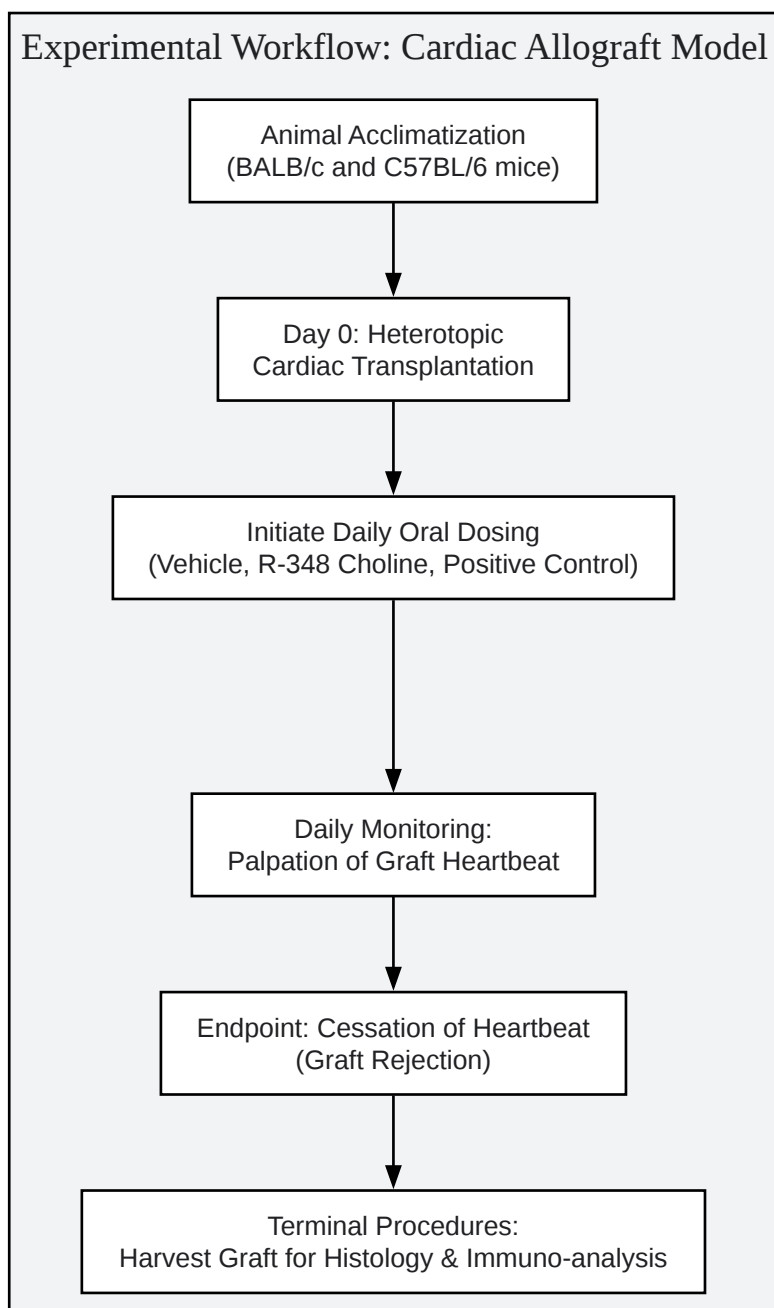 Experimental Workflow: Cardiac Allograft Model
Animal Acclimatization
(BALB/c and C57BL/6 mice)
Day 0: Heterotopic
Cardiac Transplantation
Initiate Daily Oral Dosing
(Vehicle, R-348 Choline, Positive Control)
Daily Monitoring:
Palpation of Graft Heartbeat
Endpoint: Cessation of Heartbeat
(Graft Rejection)
Terminal Procedures:
Harvest Graft for Histology & Immuno-analysis